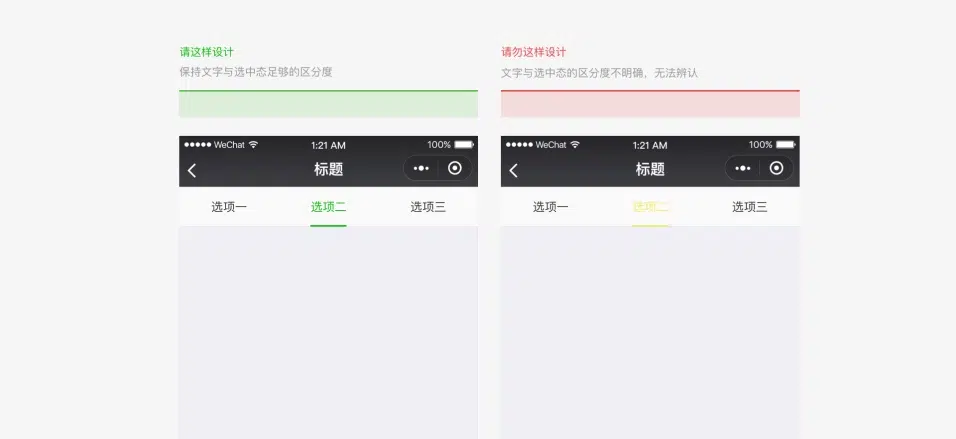 请这样设计
保持文字与选中态足够的区分度
WeChat 1:21 AM 100%
标题
选项一 选项二 选项三
请勿这样设计
文字与选中态的区分度不明确，无法辨认
WeChat 1:21 AM 100%
标题
选项一 选项二 选项三